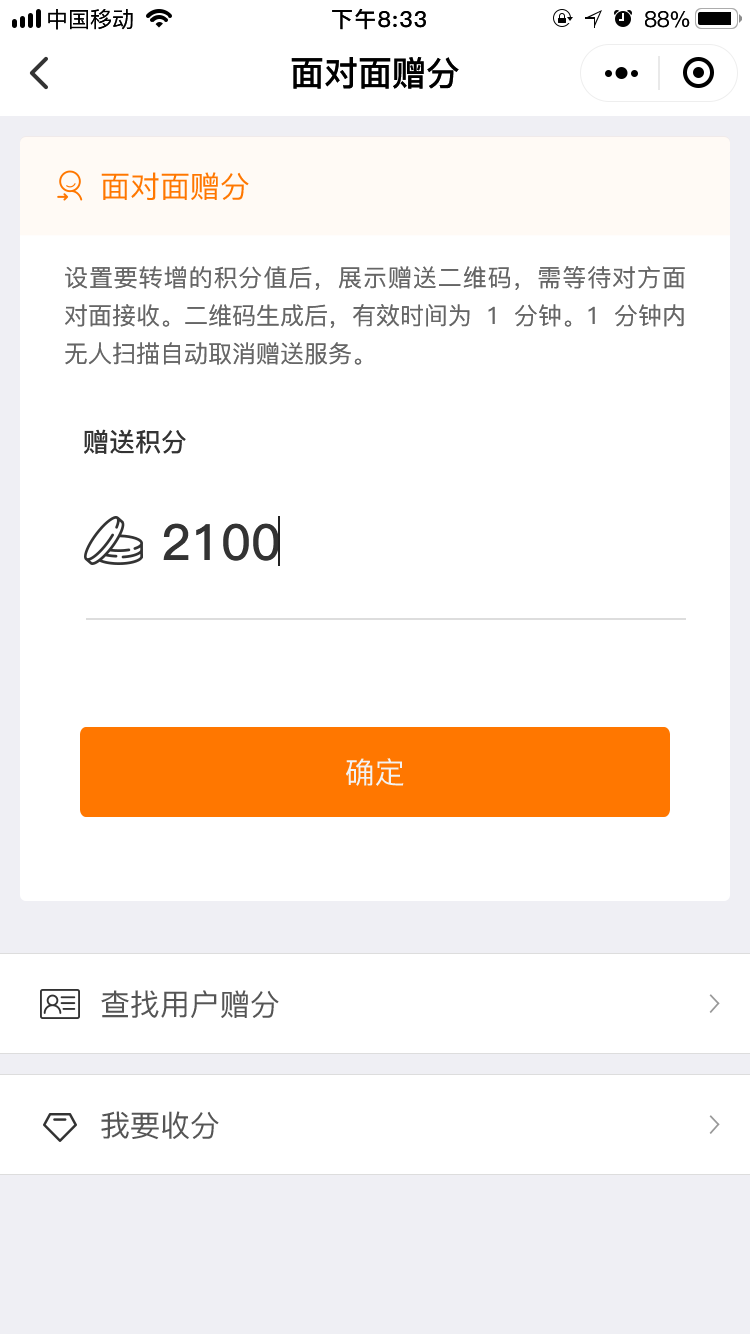 中国移动
下午8:33
88%
面对面赠分
面对面赠分
设置要转增的积分值后，展示赠送二维码，需等待对方面
对面接收。二维码生成后，有效时间为 1 分钟。1 分钟内
无人扫描自动取消赠送服务。
赠送积分
2100
确定
查找用户赠分
我要收分